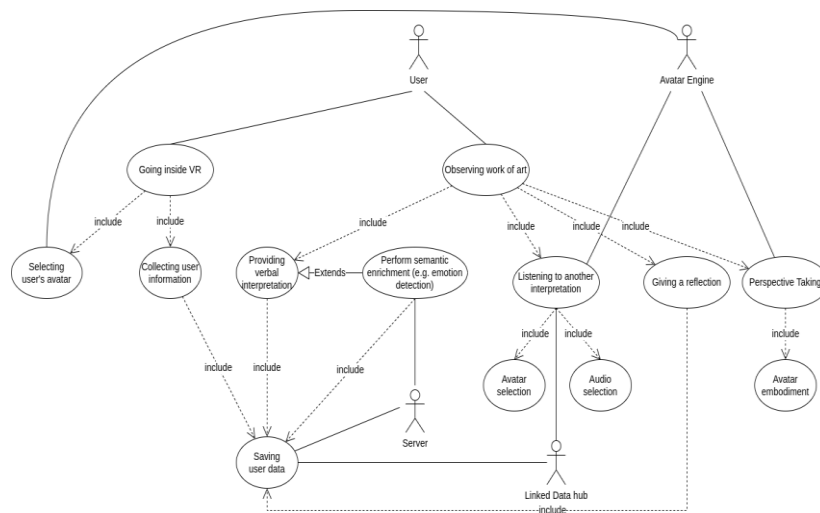 User
Avatar Engine
Going inside VR
Observing work of art
include
include
include
include
include
include
Selecting
user's avatar
Collecting user
information
Providing
verbal
interpretation
Extends
Perform semantic
enrichment (e.g. emotion
detection)
Listening to another
interpretation
Giving a reflection
Perspective Taking
include
include
include
include
include
include
Avatar
selection
Audio
selection
Avatar
embodiment
Server
Saving
user data
Linked Data hub
include